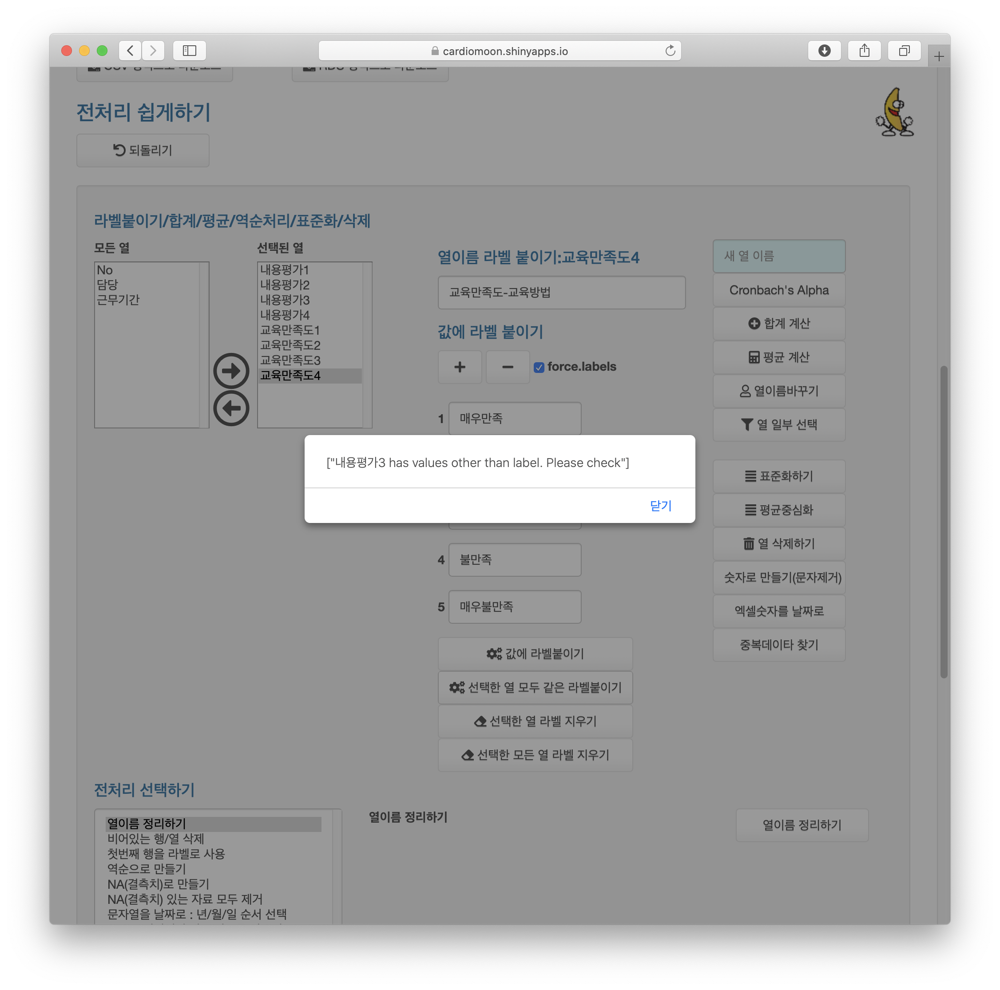 cardiomoon.shinyapps.io
전처리 쉽게하기
되돌리기
라벨붙이기/합계/평균/역순처리/표준화/삭제
모든 열
No
담당
근무기간
선택된 열
내용평가1
내용평가2
내용평가3
내용평가4
교육만족도1
교육만족도2
교육만족도3
교육만족도4
열이름 라벨 붙이기:교육만족도4
교육만족도-교육방법
값에 라벨 붙이기
force.labels
1 매우만족
["내용평가3 has values other than label. Please check"]
닫기
4 불만족
5 매우불만족
값에 라벨붙이기
선택한 열 모두 같은 라벨붙이기
선택한 열 라벨 지우기
선택한 모든 열 라벨 지우기
새 열 이름
Cronbach's Alpha
합계 계산
평균 계산
열이름바꾸기
열 일부 선택
표준화하기
평균중심화
열 삭제하기
숫자로 만들기(문자제거)
엑셀숫자를 날짜로
중복데이타 찾기
전처리 선택하기
열이름 정리하기
비어있는 행/열 삭제
첫번째 행을 라벨로 사용
역순으로 만들기
NA(결측치)로 만들기
NA(결측치) 있는 자료 모두 제거
문자열을 날짜로 : 년/월/일 순서 선택
열이름 정리하기
열이름 정리하기